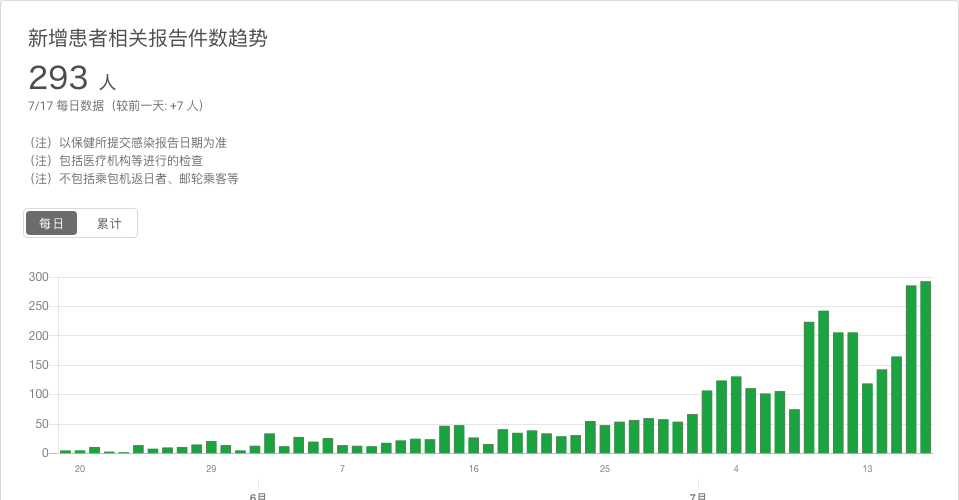 新增患者相关报告件数趋势
293 人
7/17 每日数据（较前一天: +7 人）
（注）以保健所提交感染报告日期为准
（注）包括医疗机构等进行的检查
（注）不包括乘包机返日者、邮轮乘客等
每日 累计
300
250
200
150
100
50
0
20 29 7 16 25 4 13
6月 7月